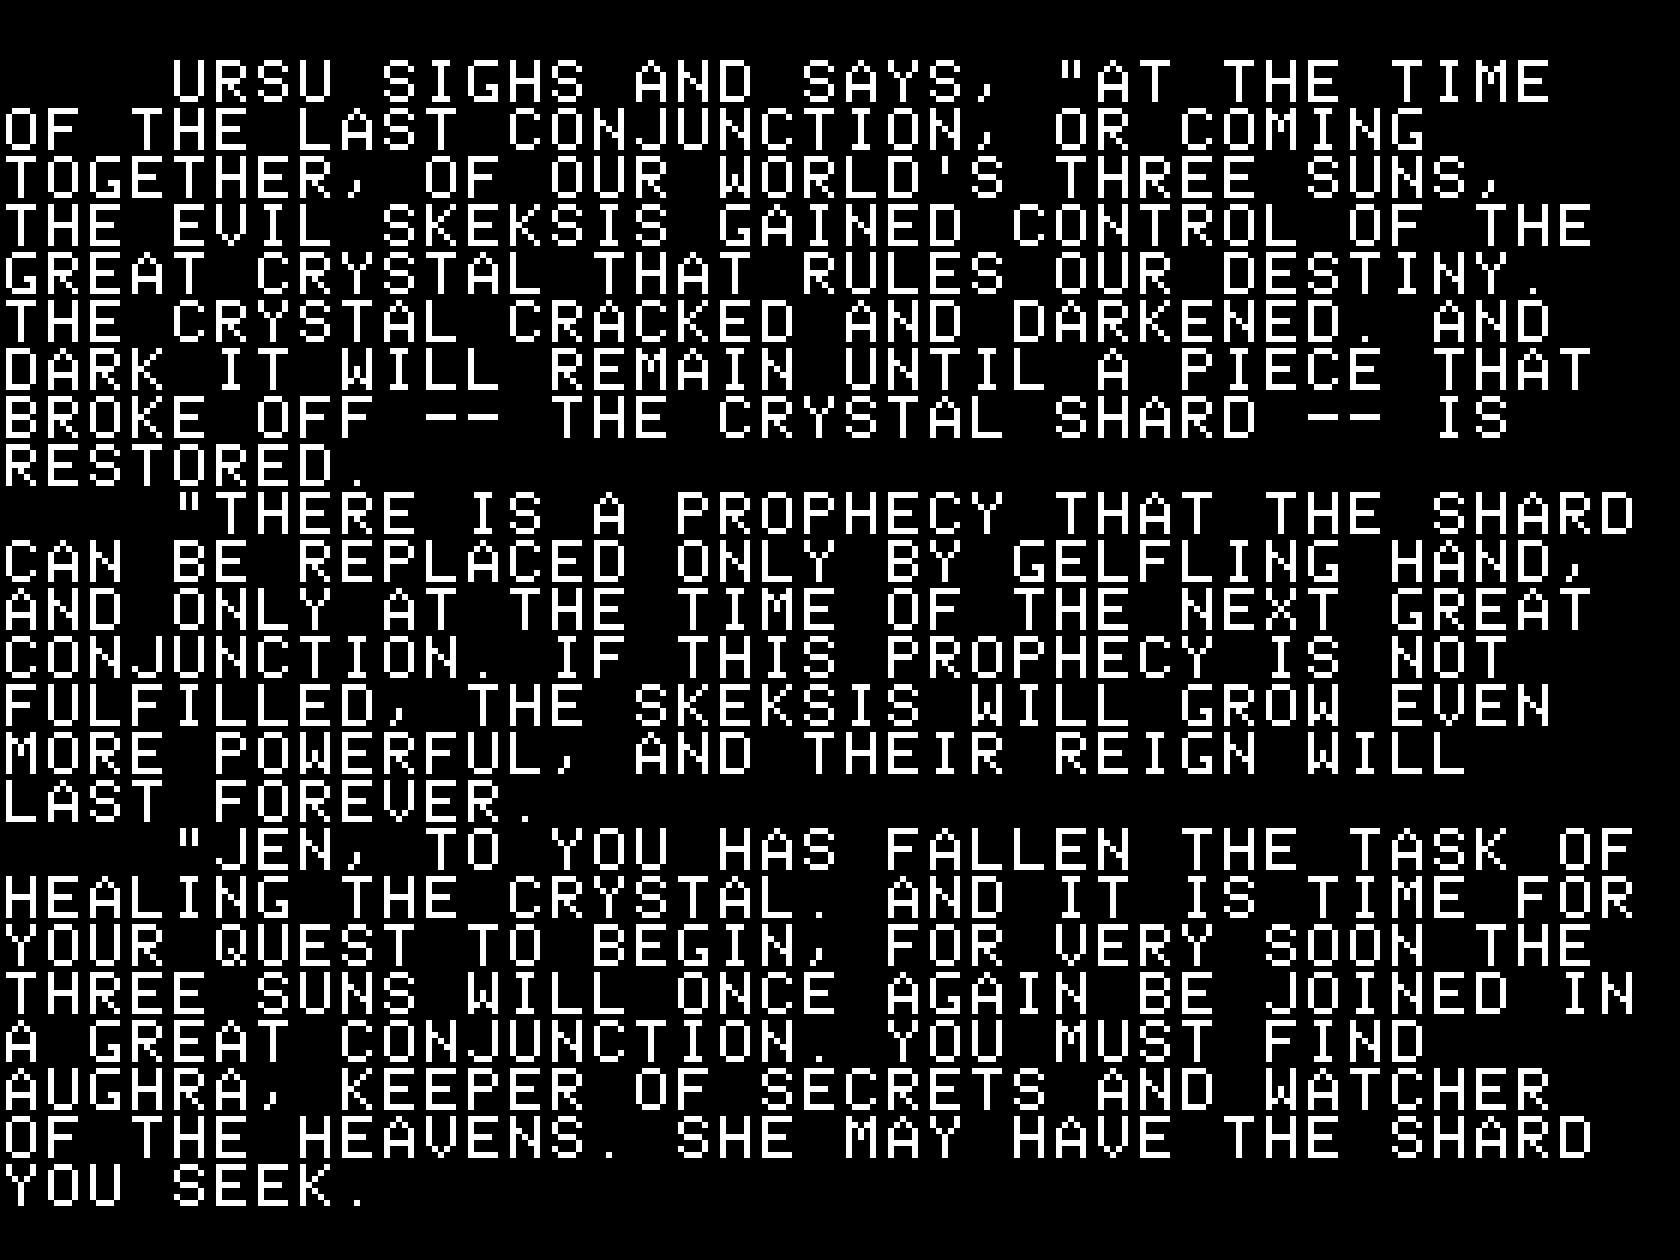 URSU SIGHS AND SAYS, "AT THE TIME
OF THE LAST CONJUNCTION, OR COMING
TOGETHER, OF OUR WORLD'S THREE SUNS,
THE EVIL SKEKSIS GAINED CONTROL OF THE
GREAT CRYSTAL THAT RULES OUR DESTINY.
THE CRYSTAL CRACKED AND DARKENED. AND
DARK IT WILL REMAIN UNTIL A PIECE THAT
BROKE OFF -- THE CRYSTAL SHARD -- IS
RESTORED.
"THERE IS A PROPHECY THAT THE SHARD
CAN BE REPLACED ONLY BY GELFLING HAND,
AND ONLY AT THE TIME OF THE NEXT GREAT
CONJUNCTION. IF THIS PROPHECY IS NOT
FULFILLED, THE SKEKSIS WILL GROW EVEN
MORE POWERFUL, AND THEIR REIGN WILL
LAST FOREVER.
"JEN, TO YOU HAS FALLEN THE TASK OF
HEALING THE CRYSTAL. AND IT IS TIME FOR
YOUR QUEST TO BEGIN, FOR VERY SOON THE
THREE SUNS WILL ONCE AGAIN BE JOINED IN
A GREAT CONJUNCTION. YOU MUST FIND
AUGHRA, KEEPER OF SECRETS AND WATCHER
OF THE HEAVENS. SHE MAY HAVE THE SHARD
YOU SEEK.